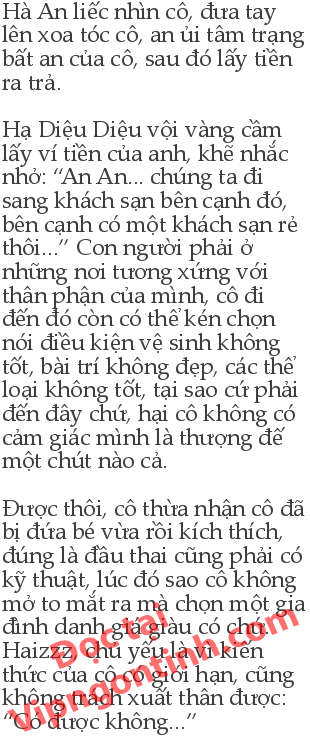 Hà An liếc nhìn cô, đưa tay
lên xoa tóc cô, an ủi tâm trạng
bất an của cô, sau đó lấy tiền
ra trả.

Hạ Diệu Diệu vội vàng cầm
lấy ví tiền của anh, khẽ nhắc
nhở: “An An... chúng ta đi
sang khách sạn bên cạnh đó,
bên cạnh có một khách sạn rẻ
thôi...” Con người phải ở
những nơi tương xứng với
thân phận của mình, cô đi
đến đó còn có thể kén chọn
nói điều kiện vệ sinh không
tốt, bài trí không đẹp, các thể
loại không tốt, tại sao cứ phải
đến đây chứ, hại cô không có
cảm giác mình là thượng đế
một chút nào cả.

Được thôi, cô thừa nhận cô đã
bị đứa bé vừa rồi kích thích,
đúng là đầu thai cũng phải có
kỹ thuật, lúc đó sao cô không
mở to mắt ra mà chọn một gia
đình danh giá giàu có chứ.
Haizzz, chủ yếu là vì kiến
thức của cô có giới hạn, cũng
không trách xuất thân được:
“Có được không...”
Đọc tại
Vipngontinh.com